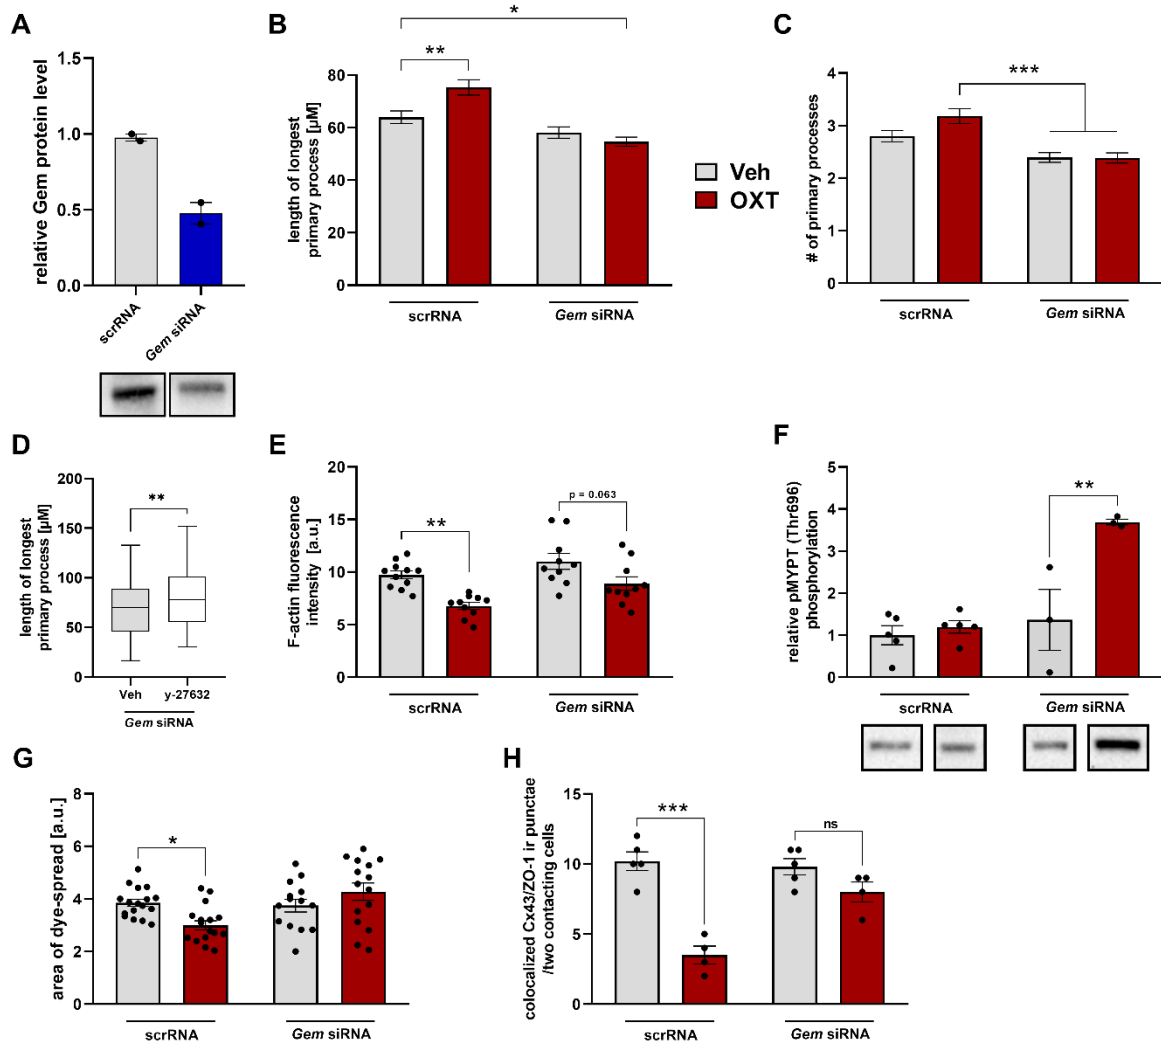 A
relative Gem protein level
1.5
1.0
0.5
0.0
scrRNA
Gem siRNA
B
length of longest
primary process [µM]
80
60
40
20
0
*
**
scrRNA
Gem siRNA
Veh
OXT
C
# of primary processes
4
3
2
1
0
***
scrRNA
Gem siRNA
D
length of longest
primary process [µM]
200
150
100
50
0
**
Veh
y-27632
Gem siRNA
E
F-actin fluorescence
intensity [a.u.]
20
15
10
5
0
**
p = 0.063
scrRNA
Gem siRNA
F
relative pMYPT (Thr696)
phosphorylation
5
4
3
2
1
0
**
scrRNA
Gem siRNA
G
area of dye-spread [a.u.]
8
6
4
2
0
*
scrRNA
Gem siRNA
H
colocalized Cx43/ZO-1 ir punctae
/two contacting cells
15
10
5
0
***
ns
scrRNA
Gem siRNA